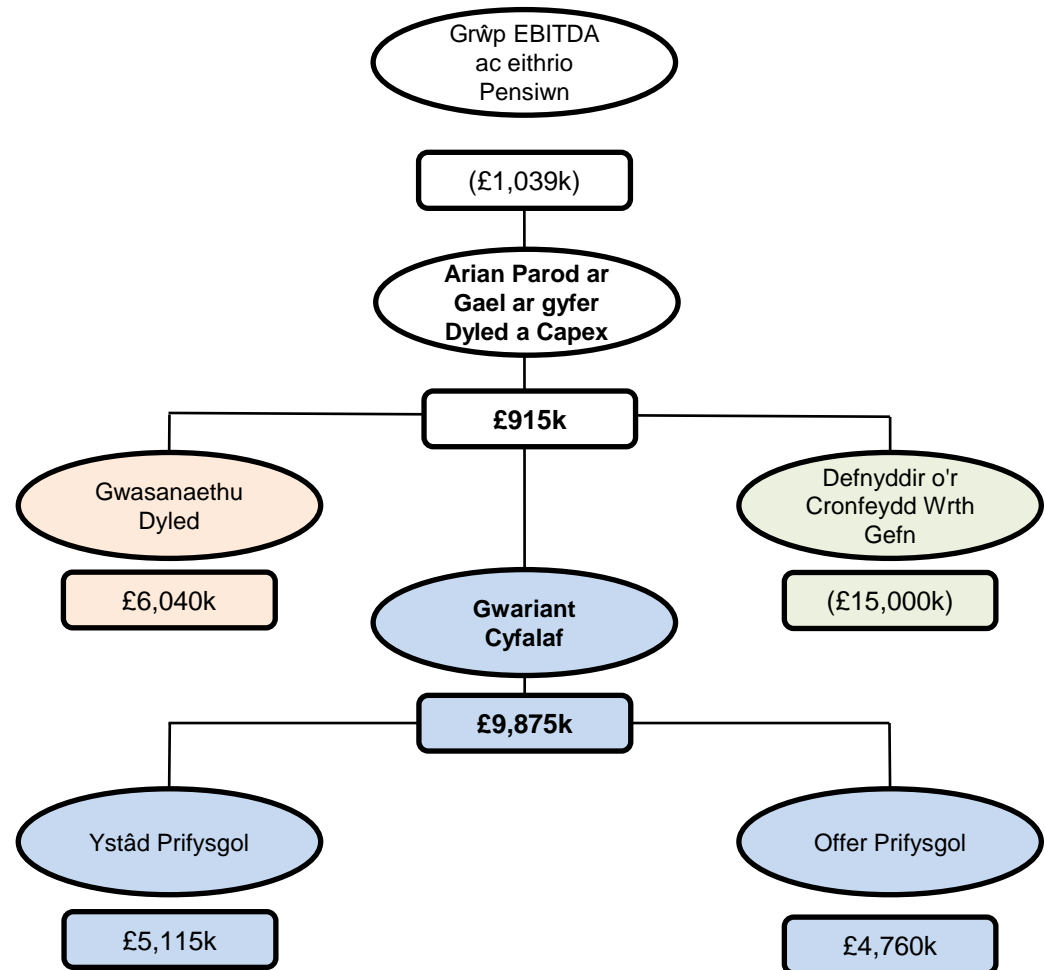 Grŵp EBITDA
ac eithrio
Pensiwn
(£1,039k)
Arian Parod ar
Gael ar gyfer
Dyled a Capex
£915k
Gwasanaethu
Dyled
Defnyddir o'r
Cronfeydd Wrth
Gefn
£6,040k
(£15,000k)
Gwariant
Cyfalaf
£9,875k
Ystâd Prifysgol
Offer Prifysgol
£5,115k
£4,760k